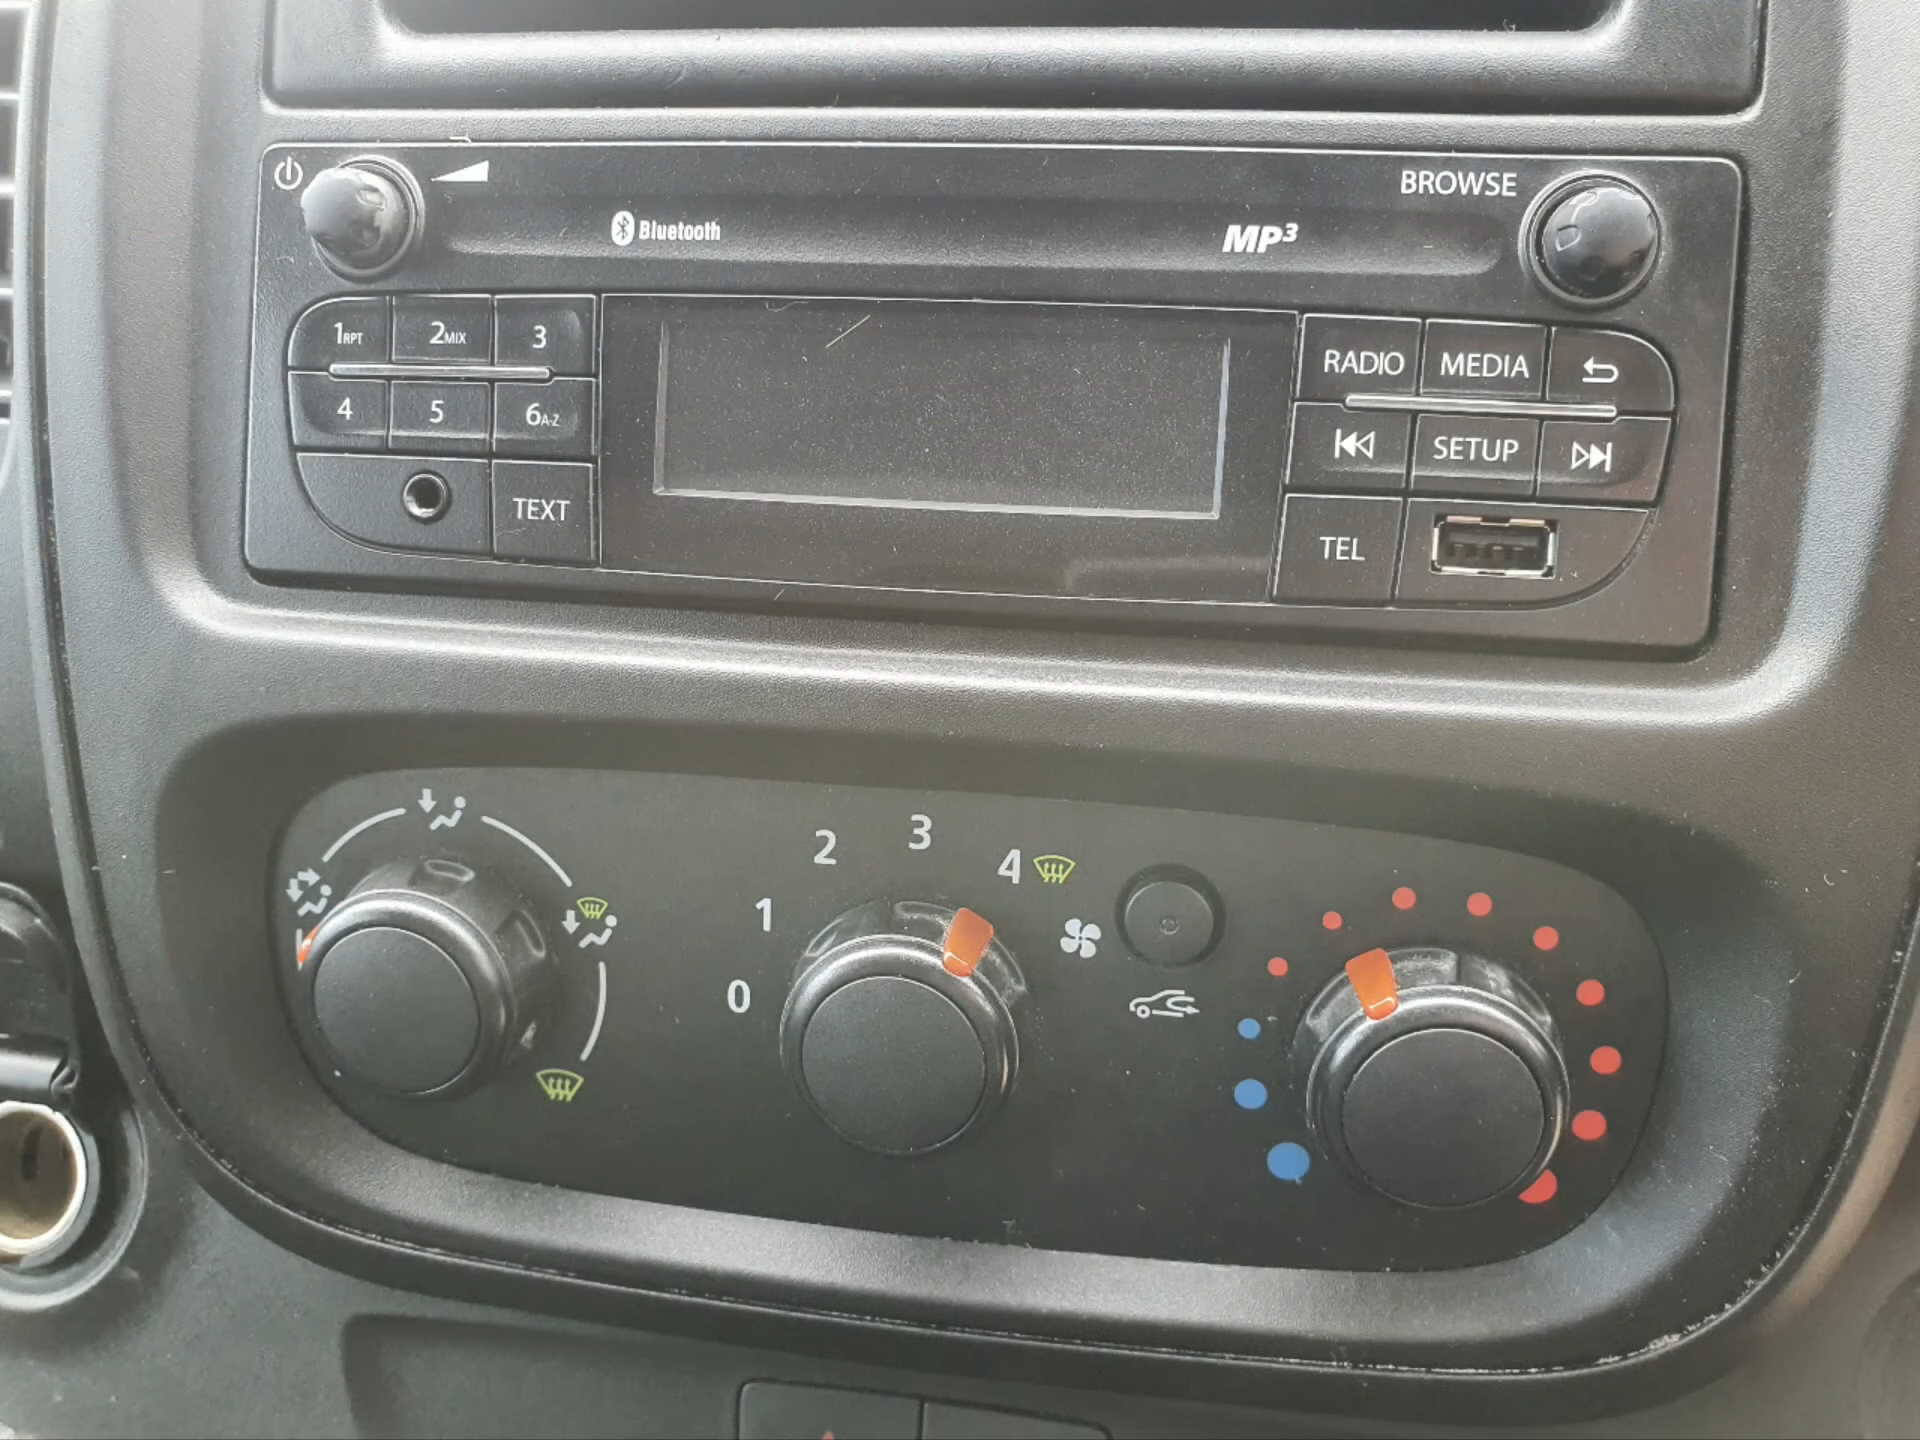 BROWSE
Bluetooth
MP3
1RPT 2MIX 3
RADIO MEDIA
4 5 6A-Z
SETUP
TEXT
TEL
0 1 2 3 4